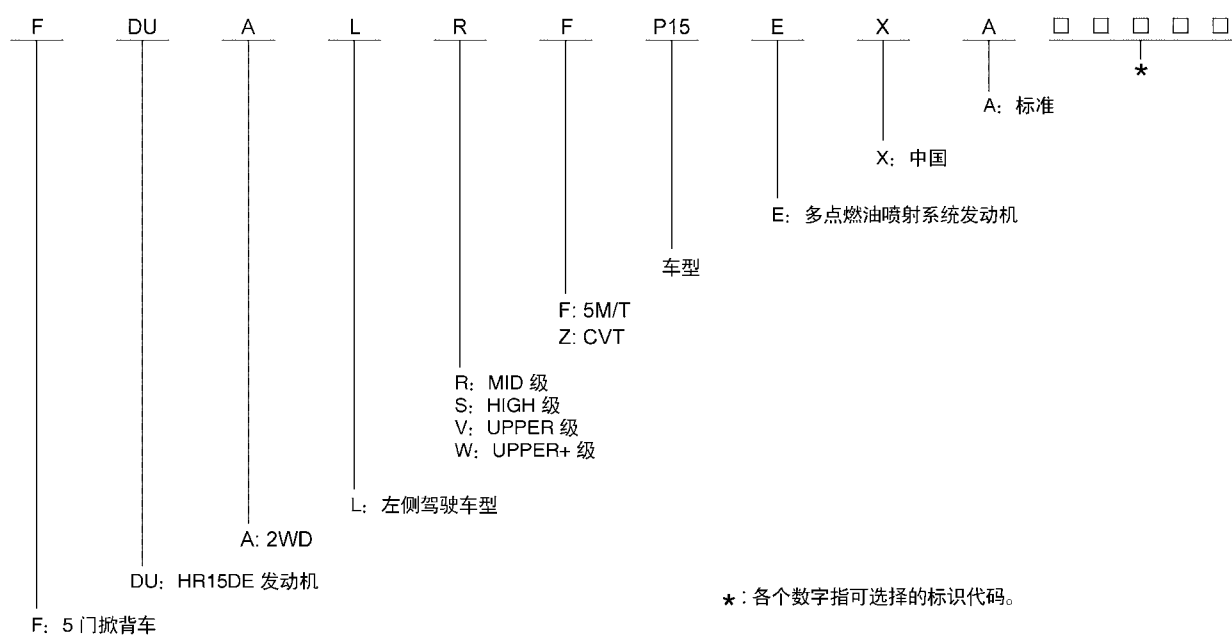 F DU A L R F P15 E X A □ □ □ □ □
★
A：标准
X：中国
E：多点燃油喷射系统发动机
车型
F: 5M/T
Z: CVT
R：MID 级
S：HIGH 级
V：UPPER 级
W：UPPER+ 级
L：左侧驾驶车型
A: 2WD
DU：HR15DE 发动机
★：各个数字指可选择的标识代码。
F：5 门掀背车